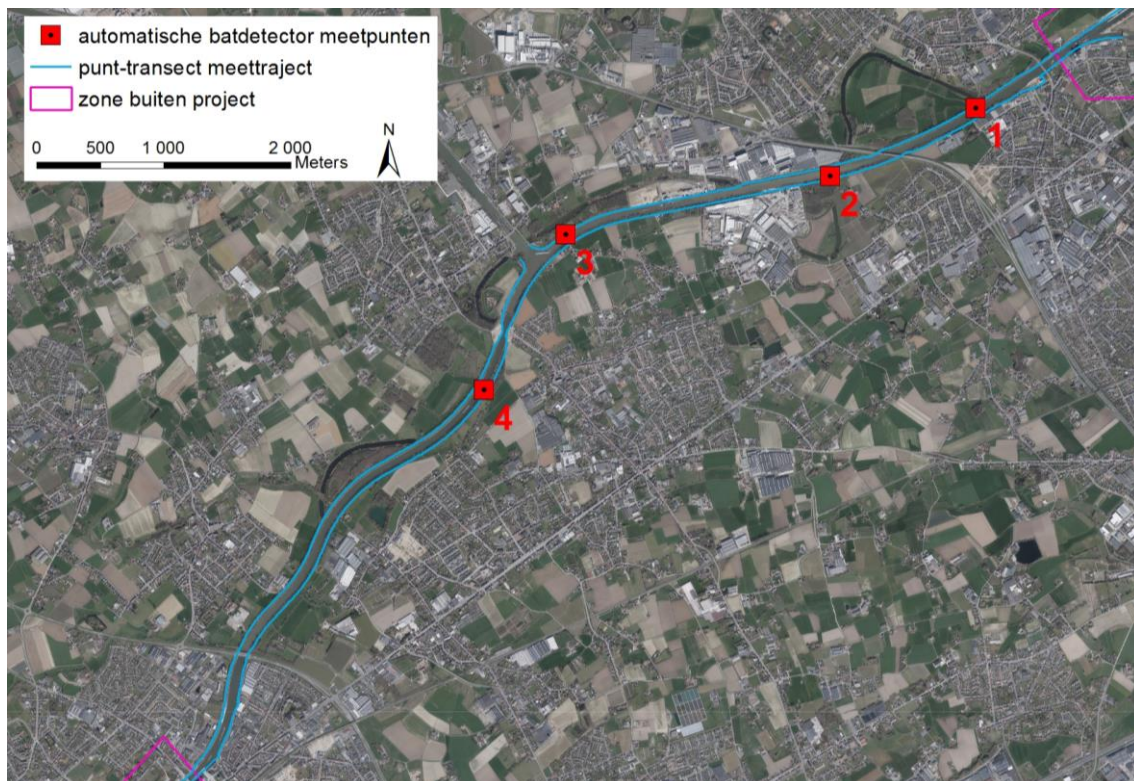 automatische batdetector meetpunten
punt-transect meettraject
zone buiten project
N
0 500 1 000 2 000
Meters
1
2
3
4